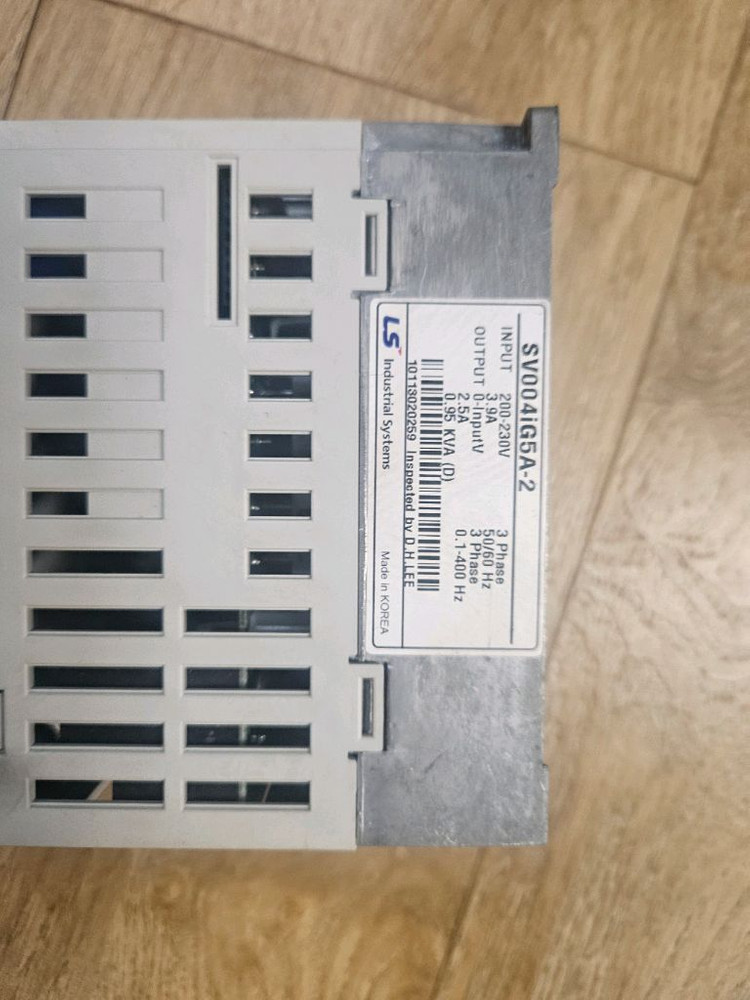 SV004iG5A-2
INPUT 200-230V 3 Phase
3.9A 50/60 Hz
OUTPUT 0-InputV 3 Phase
2.5A 0.1-400 Hz
0.95 KVA (D)
10113020259 Inspected by D.H.LEE
LS Industrial Systems Made in KOREA